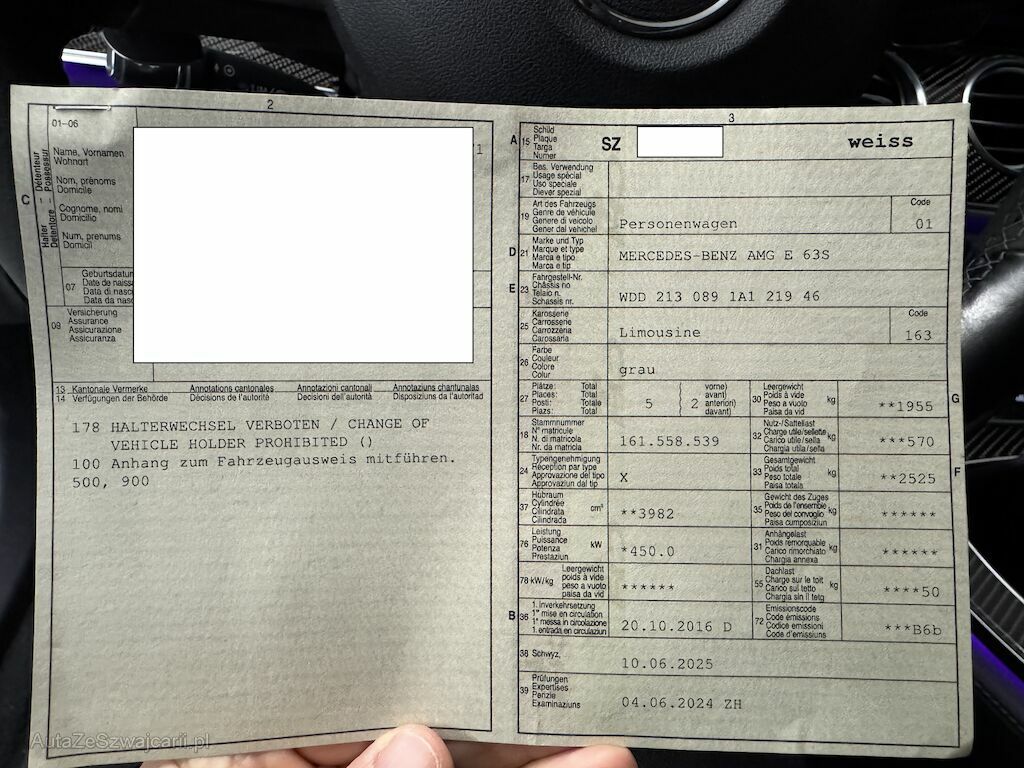 2
01-06
Name, Vornamen
Wohnort
Nom, prénoms
Domicile
Cognome, nomi
Domicilio
Num, prenums
Domicil
C
Halter
Détenteur
Detentore
Possessur
1
07
Geburtsdatum
Date de naiss
Data di nasc
Data da nasc
09
Versicherung
Assurance
Assicurazione
Assicuranza
13 Kantonale Vermerke Annotations cantonales Annotazioni cantonali Annotaziuns chantunalas
14 Verfügungen der Behörde Décisions de l'autorité Decisioni dell'autorità Disposiziuns da l'autoritad
178 HALTERWECHSEL VERBOTEN / CHANGE OF
VEHICLE HOLDER PROHIBITED ()
100 Anhang zum Fahrzeugausweis mitführen.
500, 900
3
A 15
Schild
Plaque
Targa
Numer
SZ
weiss
17
Bes. Verwendung
Usage spécial
Uso speciale
Diever spezial
19
Art des Fahrzeugs
Genre de véhicule
Genere di veicolo
Gener dal vehichel
Personenwagen
Code
01
D 21
Marke und Typ
Marque et type
Marca e tipo
Marca e tip
MERCEDES-BENZ AMG E 63S
E 23
Fahrgestell-Nr.
Châssis no
Telaio n.
Schassis nr.
WDD 213 089 1A1 219 46
25
Karosserie
Carrosserie
Carrozzeria
Carossaria
Limousine
Code
163
26
Farbe
Couleur
Colore
Colur
grau
27
Plätze: Total
Places: Total
Posti: Totale
Plazs: Total
5
vorne)
avant)
anteriori)
davant)
2
30
Leergewicht
Poids à vide
Peso a vuoto
Paisa da vid
kg
**1955
G
18
Stammnummer
N° matricule
N. di matricola
Nr. da matricla
161.558.539
32
Nutz-/Sattellast
Charge utile/sellette
Carico utile/sella
Chargia utila/sella
kg
***570
24
Typengenehmigung
Réception par type
Approvazione del tipo
Approvaziun dal tip
X
33
Gesamtgewicht
Poids total
Peso totale
Paisa totala
kg
**2525
F
37
Hubraum
Cylindrée
Cilindrata
Cilindrada
cm³
**3982
35
Gewicht des Zuges
Poids de l'ensemble
Peso del convoglio
Paisa cumposiziun
kg
******
76
Leistung
Puissance
Potenza
Prestaziun
kW
*450.0
31
Anhängelast
Poids remorquable
Carico rimorchiato
Chargia annexa
kg
******
78 kW/kg
Leergewicht
poids à vide
peso a vuoto
paisa da vid
******
55
Dachlast
Charge sur le toit
Carico sul tetto
Chargia sin il tetg
kg
****50
B 36
1. Inverkehrsetzung
1re mise en circulation
1a messa in circolazione
1. entrada en circulaziun
20.10.2016 D
72
Emissionscode
Code émissions
Codice emissioni
Code d'emissiuns
***B6b
38 Schwyz,
10.06.2025
39
Prüfungen
Expertises
Perizie
Examinaziuns
04.06.2024 ZH
AutaZeSzwajcarii.pl